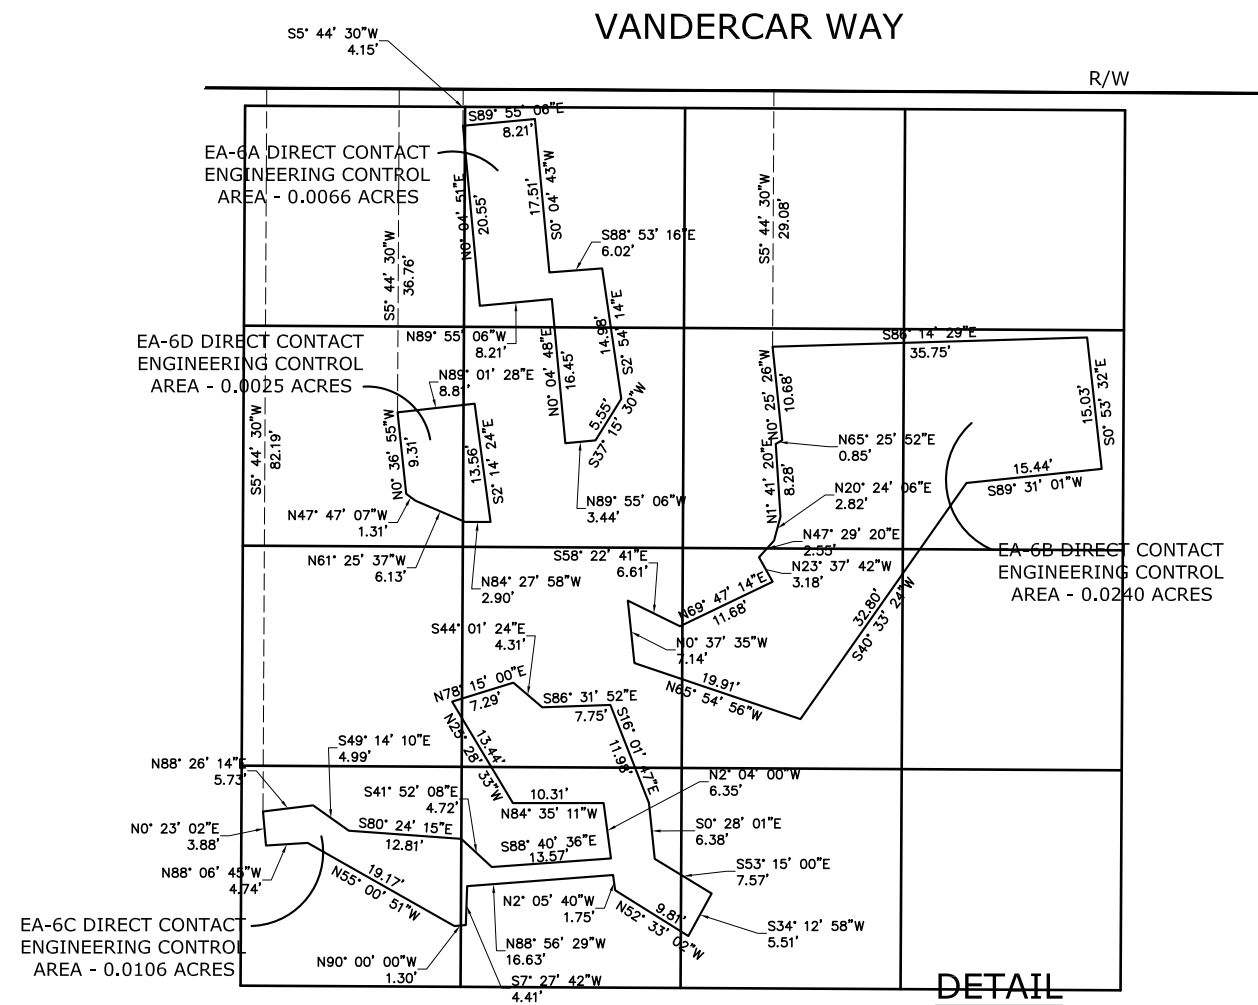 VANDERCAR WAY
S5° 44' 30"W
4.15'
R/W
S89° 55' 06"E
8.21'
EA-6A DIRECT CONTACT
ENGINEERING CONTROL
AREA - 0.0066 ACRES
N0° 04' 51"E
20.55'
17.51'
S0° 04' 43"W
S88° 53' 16"E
6.02'
S5° 44' 30"W
29.08'
S5° 44' 30"W
36.76'
EA-6D DIRECT CONTACT
ENGINEERING CONTROL
AREA - 0.0025 ACRES
N89° 55' 06"W
8.21'
N0° 04' 48"E
16.45'
14.98'
S2° 54' 14"E
S86° 14' 29"E
35.75'
N89° 01' 28"E
8.81'
N0° 25' 26"W
10.68'
15.03'
S0° 53' 32"E
5.55'
S37° 15' 30"W
S5° 44' 30"W
82.19'
N0° 36' 55"W
9.31'
13.56'
S2° 14' 24"E
N65° 25' 52"E
0.85'
N1° 41' 20"E
8.28'
15.44'
S89° 31' 01"W
N20° 24' 06"E
2.82'
N89° 55' 06"W
3.44'
N47° 47' 07"W
1.31'
N47° 29' 20"E
2.55'
N61° 25' 37"W
6.13'
S58° 22' 41"E
6.61'
N23° 37' 42"W
3.18'
EA-6B DIRECT CONTACT
ENGINEERING CONTROL
AREA - 0.0240 ACRES
N84° 27' 58"W
2.90'
N69° 47' 14"E
11.68'
32.80'
S40° 33' 24"W
S44° 01' 24"E
4.31'
N0° 37' 35"W
7.14'
19.91'
N65° 54' 56"W
N78° 15' 00"E
7.29'
S86° 31' 52"E
7.75'
13.44'
N25° 28' 33"W
S16° 01' 47"E
11.98'
S49° 14' 10"E
4.99'
N88° 26' 14"E
5.73'
N2° 04' 00"W
6.35'
S41° 52' 08"E
4.72'
10.31'
N84° 35' 11"W
N0° 23' 02"E
3.88'
S80° 24' 15"E
12.81'
S88° 40' 36"E
13.57'
S0° 28' 01"E
6.38'
N88° 06' 45"W
4.74'
19.17'
N55° 00' 51"W
S53° 15' 00"E
7.57'
N2° 05' 40"W
1.75'
9.81'
N52° 33' 02"W
S34° 12' 58"W
5.51'
EA-6C DIRECT CONTACT
ENGINEERING CONTROL
AREA - 0.0106 ACRES
N88° 56' 29"W
16.63'
N90° 00' 00"W
1.30'
S7° 27' 42"W
4.41'
DETAIL